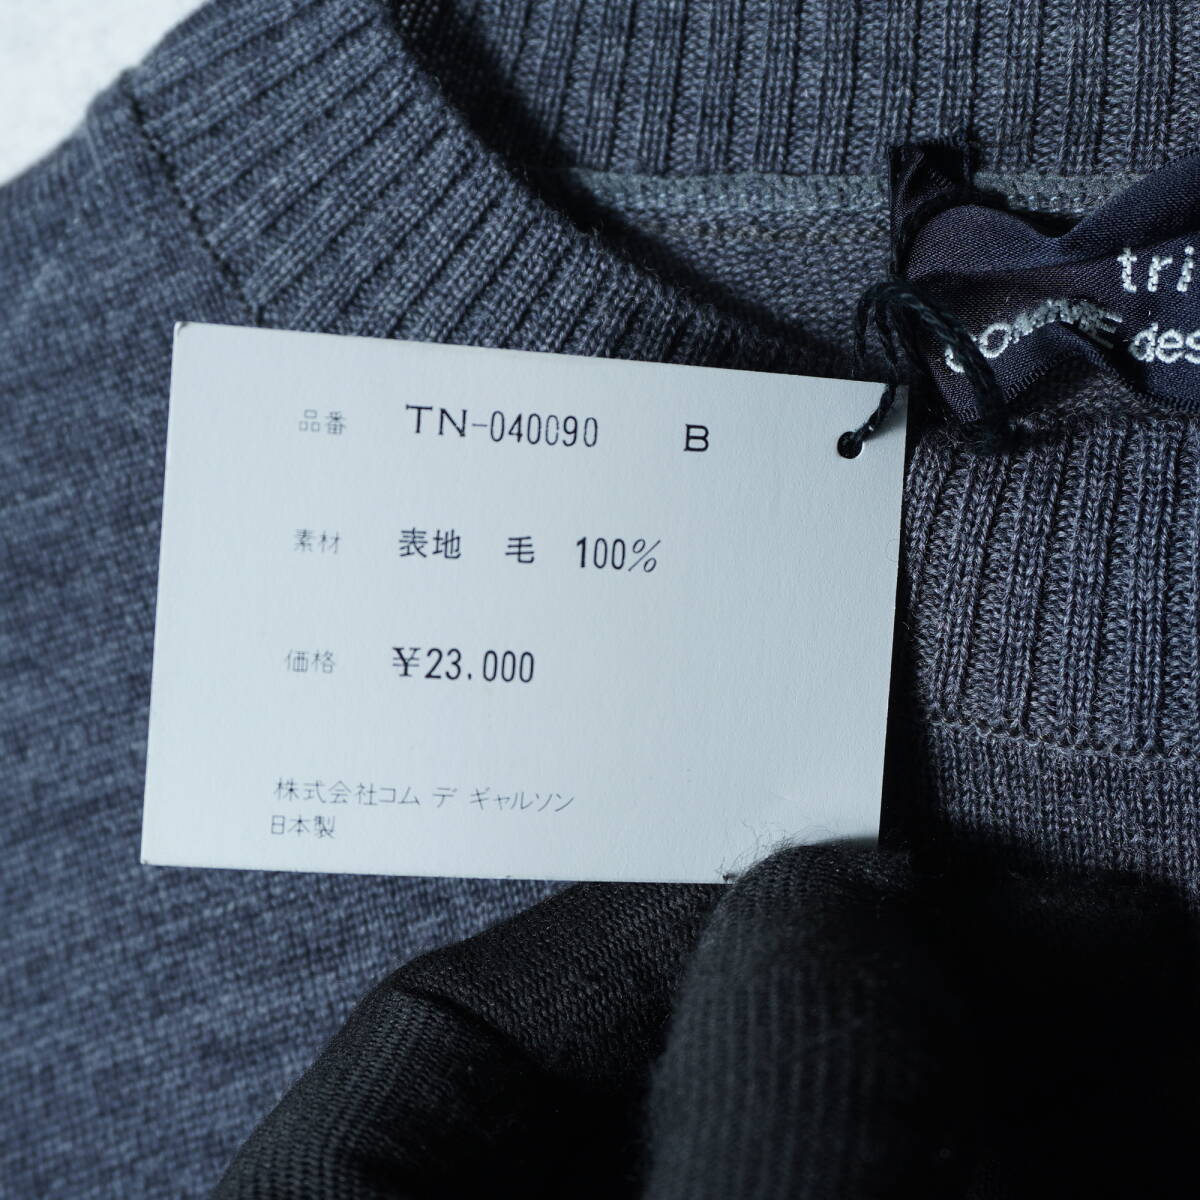 tri
COMME des
品番 TN-040090 B
素材 表地 毛 100%
価格 ¥23.000
株式会社コム デ ギャルソン
日本製